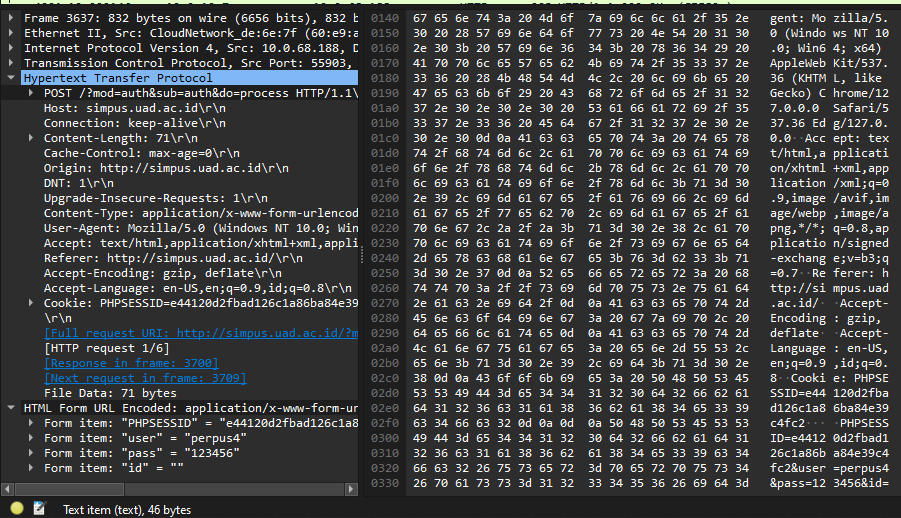 Frame 3637: 832 bytes on wire (6656 bits), 832 b
Ethernet II, Src: CloudNetwork_de:6e:7f (60:e9:a
Internet Protocol Version 4, Src: 10.0.68.188, D
Transmission Control Protocol, Src Port: 55903,
Hypertext Transfer Protocol
POST /?mod=auth&sub=auth&do=process HTTP/1.1\
Host: simpus.uad.ac.id\r\n
Connection: keep-alive\r\n
Content-Length: 71\r\n
Cache-Control: max-age=0\r\n
Origin: http://simpus.uad.ac.id\r\n
DNT: 1\r\n
Upgrade-Insecure-Requests: 1\r\n
Content-Type: application/x-www-form-urlencod
User-Agent: Mozilla/5.0 (Windows NT 10.0; Win
Accept: text/html,application/xhtml+xml,appli
Referer: http://simpus.uad.ac.id/\r\n
Accept-Encoding: gzip, deflate\r\n
Accept-Language: en-US,en;q=0.9,id;q=0.8\r\n
Cookie: PHPSESSID=e44120d2fbad126c1a86ba84e39
\r\n
[Full request URI: http://simpus.uad.ac.id/?m
[HTTP request 1/6]
[Response in frame: 3700]
[Next request in frame: 3709]
File Data: 71 bytes
HTML Form URL Encoded: application/x-www-form-ur
Form item: "PHPSESSID" = "e44120d2fbad126c1a8
Form item: "user" = "perpus4"
Form item: "pass" = "123456"
Form item: "id" = ""
0140 67 65 6e 74 3a 20 4d 6f 7a 69 6c 6c 61 2f 35 2e gent: Mo zilla/5.
0150 30 20 28 57 69 6e 64 6f 77 73 20 4e 54 20 31 30 0 (Windo ws NT 10
0160 2e 30 3b 20 57 69 6e 36 34 3b 20 78 36 34 29 20 .0; Win6 4; x64)
0170 41 70 70 6c 65 57 65 62 4b 69 74 2f 35 33 37 2e AppleWeb Kit/537.
0180 33 36 20 28 4b 48 54 4d 4c 2c 20 6c 69 6b 65 20 36 (KHTM L, like
0190 47 65 63 6b 6f 29 20 43 68 72 6f 6d 65 2f 31 32 Gecko) C hrome/12
01a0 37 2e 30 2e 30 2e 30 20 53 61 66 61 72 69 2f 35 7.0.0.0 Safari/5
01b0 33 37 2e 33 36 20 45 64 67 2f 31 32 37 2e 30 2e 37.36 Ed g/127.0.
01c0 30 2e 30 0d 0a 41 63 63 65 70 74 3a 20 74 65 78 0.0··Acc ept: tex
01d0 74 2f 68 74 6d 6c 2c 61 70 70 6c 69 63 61 74 69 t/html,a pplicati
01e0 6f 6e 2f 78 68 74 6d 6c 2b 78 6d 6c 2c 61 70 70 on/xhtml +xml,app
01f0 6c 69 63 61 74 69 6f 6e 2f 78 6d 6c 3b 71 3d 30 lication /xml;q=0
0200 2e 39 2c 69 6d 61 67 65 2f 61 76 69 66 2c 69 6d .9,image /avif,im
0210 61 67 65 2f 77 65 62 70 2c 69 6d 61 67 65 2f 61 age/webp ,image/a
0220 70 6e 67 2c 2a 2f 2a 3b 71 3d 30 2e 38 2c 61 70 png,*/*; q=0.8,ap
0230 70 6c 69 63 61 74 69 6f 6e 2f 73 69 67 6e 65 64 plicatio n/signed
0240 2d 65 78 63 68 61 6e 67 65 3b 76 3d 62 33 3b 71 -exchang e;v=b3;q
0250 3d 30 2e 37 0d 0a 52 65 66 65 72 65 72 3a 20 68 =0.7··Re ferer: h
0260 74 74 70 3a 2f 2f 73 69 6d 70 75 73 2e 75 61 64 ttp://si mpus.uad
0270 2e 61 63 2e 69 64 2f 0d 0a 41 63 63 65 70 74 2d .ac.id/· ·Accept-
0280 45 6e 63 6f 64 69 6e 67 3a 20 67 7a 69 70 2c 20 Encoding : gzip,
0290 64 65 66 6c 61 74 65 0d 0a 41 63 63 65 70 74 2d deflate· ·Accept-
02a0 4c 61 6e 67 75 61 67 65 3a 20 65 6e 2d 55 53 2c Language : en-US,
02b0 65 6e 3b 71 3d 30 2e 39 2c 69 64 3b 71 3d 30 2e en;q=0.9 ,id;q=0.
02c0 38 0d 0a 43 6f 6f 6b 69 65 3a 20 50 48 50 53 45 8··Cooki e: PHPSE
02d0 53 53 49 44 3d 65 34 34 31 32 30 64 32 66 62 61 SSID=e44 120d2fba
02e0 64 31 32 36 63 31 61 38 36 62 61 38 34 65 33 39 d126c1a8 6ba84e39
02f0 63 34 66 63 32 0d 0a 0d 0a 50 48 50 53 45 53 53 c4fc2··· ·PHPSESS
0300 49 44 3d 65 34 34 31 32 30 64 32 66 62 61 64 31 ID=e4412 0d2fbad1
0310 32 36 63 31 61 38 36 62 61 38 34 65 33 39 63 34 26c1a86b a84e39c4
0320 66 63 32 26 75 73 65 72 3d 70 65 72 70 75 73 34 fc2&user =perpus4
0330 26 70 61 73 73 3d 31 32 33 34 35 36 26 69 64 3d &pass=12 3456&id=
Text item (text), 46 bytes